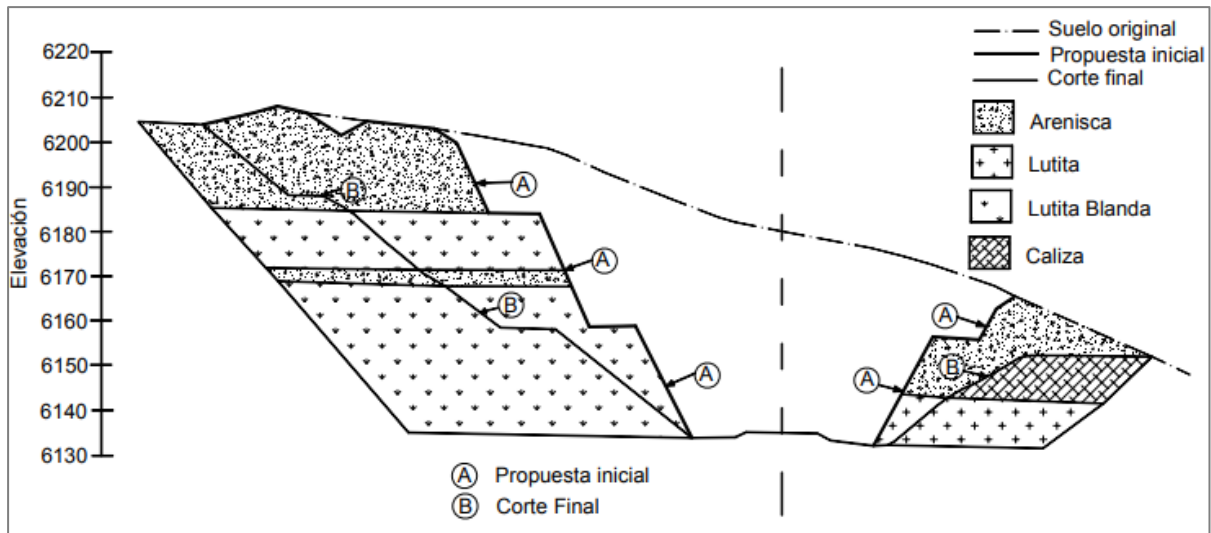 Elevación
6220
6210
6200
6190
6180
6170
6160
6150
6140
6130
Suelo original
Propuesta inicial
Corte final
Arenisca
Lutita
Lutita Blanda
Caliza
A
B
A
B
A
A
B
A
A Propuesta inicial
B Corte Final